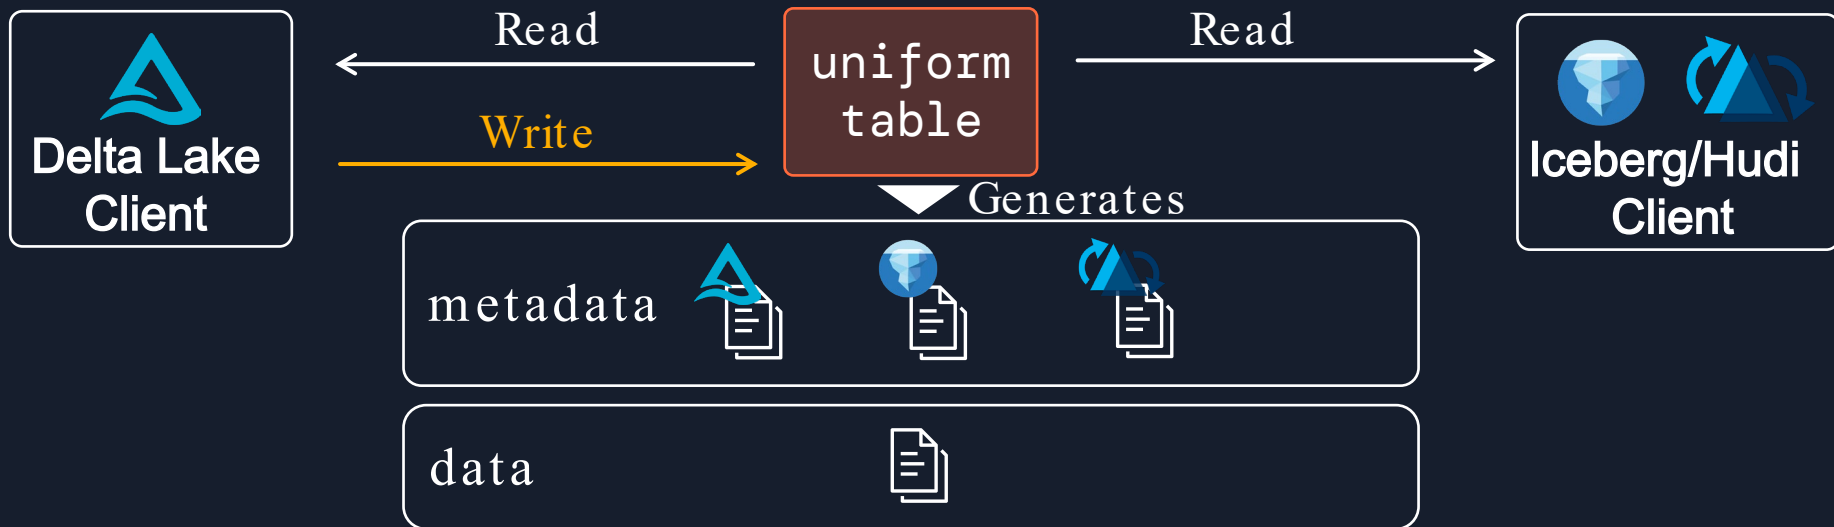 Read
uniform
table
Read
Delta Lake
Client
Write
Iceberg/Hudi
Client
Generates
metadata
data